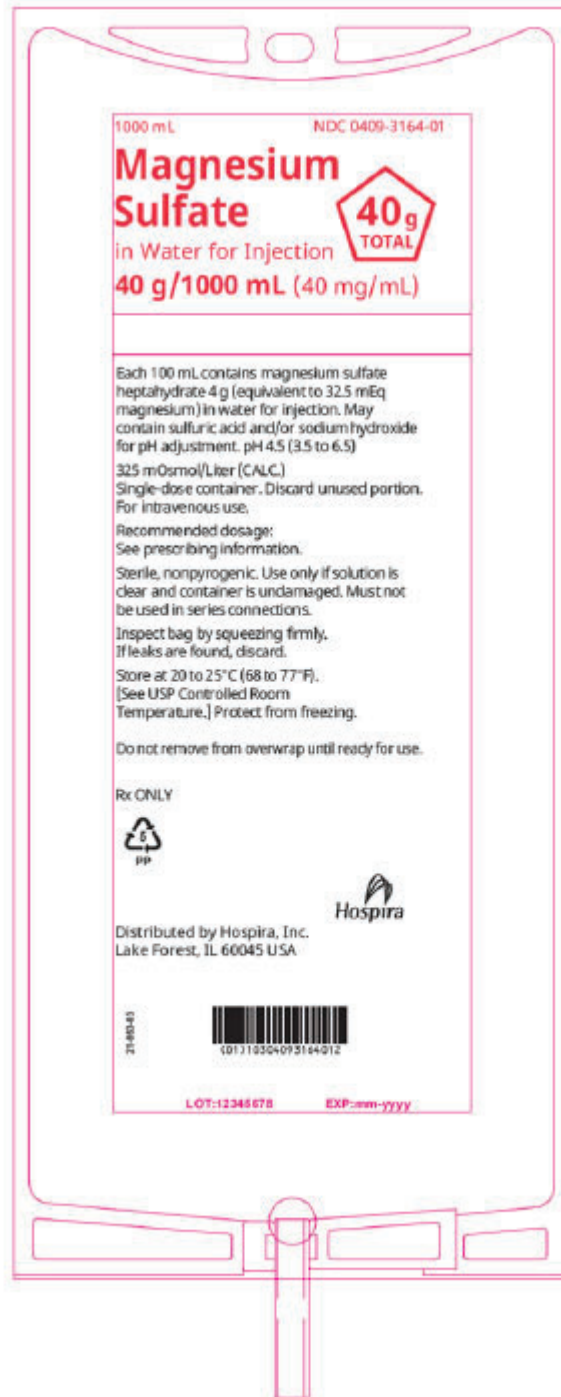 1000 mL NDC 0409-3164-01
Magnesium
Sulfate
40 g
TOTAL
in Water for Injection
40 g/1000 mL (40 mg/mL)
Each 100 mL contains magnesium sulfate
heptahydrate 4 g (equivalent to 32.5 mEq
magnesium) in water for injection. May
contain sulfuric acid and/or sodium hydroxide
for pH adjustment. pH 4.5 (3.5 to 6.5)
325 mOsmol/Liter (CALC.)
Single-dose container. Discard unused portion.
For intravenous use.
Recommended dosage:
See prescribing information.
Sterile, nonpyrogenic. Use only if solution is
clear and container is undamaged. Must not
be used in series connections.
Inspect bag by squeezing firmly.
If leaks are found, discard.
Store at 20 to 25°C (68 to 77°F).
[See USP Controlled Room
Temperature.] Protect from freezing.
Do not remove from overwrap until ready for use.
Rx ONLY
PP
Hospira
Distributed by Hospira, Inc.
Lake Forest, IL 60045 USA
(01)10304093164012
LOT:12345678 EXP:mm-yyyy